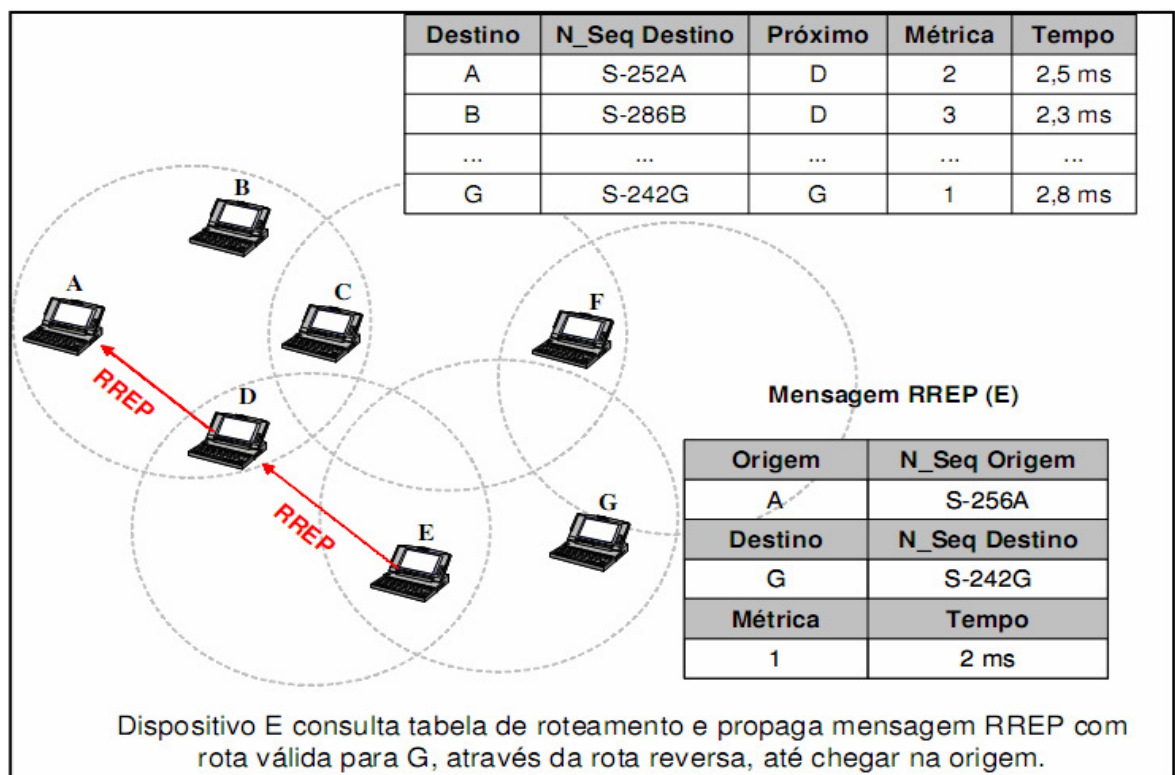 Destino N_Seq Destino Próximo Métrica Tempo
A S-252A D 2 2,5 ms
B S-286B D 3 2,3 ms
... ... ... ... ...
G S-242G G 1 2,8 ms
B
A
C
F
RREP
D
Mensagem RREP (E)
Origem N_Seq Origem
A S-256A
G
RREP
E
Destino N_Seq Destino
G S-242G
Métrica Tempo
1 2 ms
Dispositivo E consulta tabela de roteamento e propaga mensagem RREP com
rota válida para G, através da rota reversa, até chegar na origem.